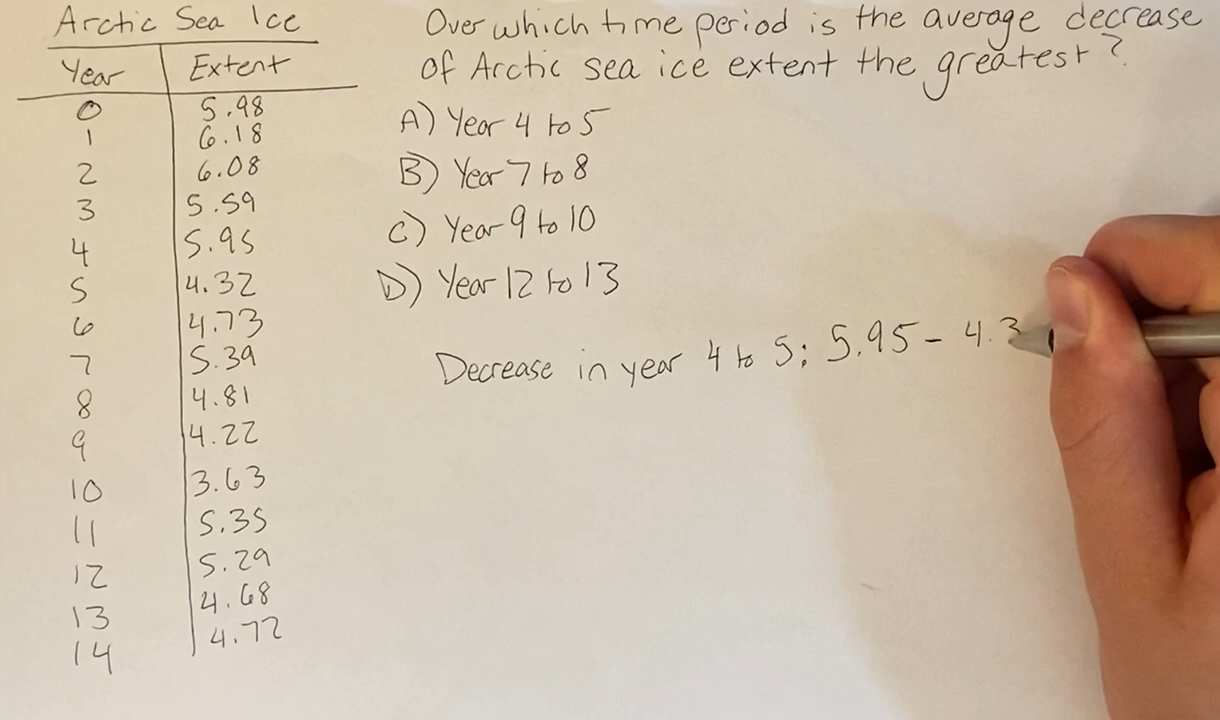 Arctic Sea Ice
Year Extent
0 5.98
1 6.18
2 6.08
3 5.59
4 5.95
5 4.32
6 4.73
7 5.39
8 4.81
9 4.22
10 3.63
11 5.35
12 5.29
13 4.68
14 4.72
Over which time period is the average decrease
of Arctic sea ice extent the greatest?
A) Year 4 to 5
B) Year 7 to 8
C) Year 9 to 10
D) Year 12 to 13
Decrease in year 4 to 5: 5.95 - 4.3